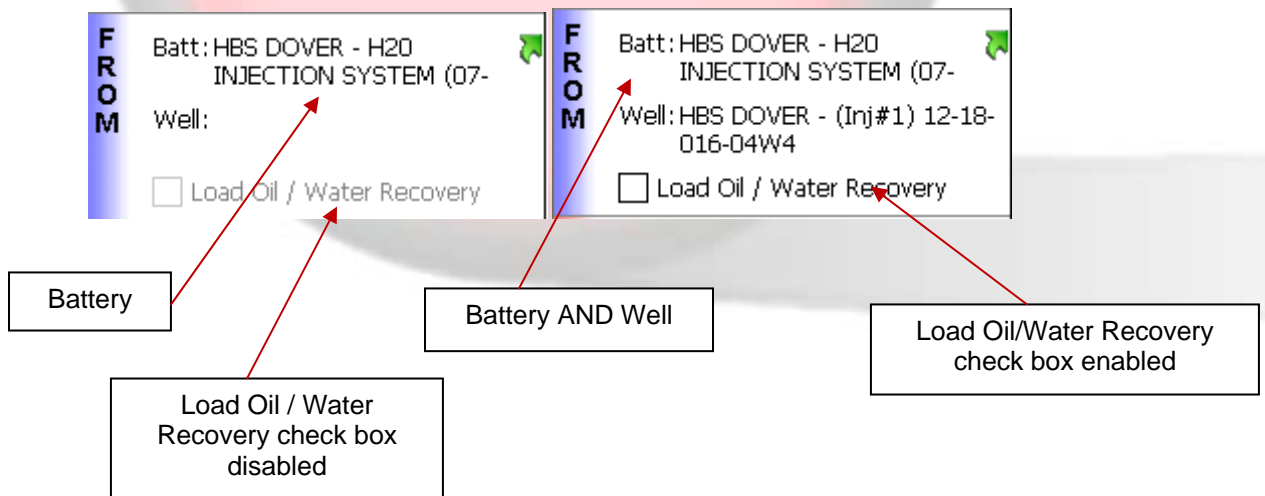 FROM
Batt: HBS DOVER - H20
INJECTION SYSTEM (07-
Well:
Load Oil / Water Recovery
FROM
Batt: HBS DOVER - H20
INJECTION SYSTEM (07-
Well: HBS DOVER - (Inj#1) 12-18-
016-04W4
Load Oil / Water Recovery
Battery
Battery AND Well
Load Oil/Water Recovery
check box enabled
Load Oil / Water
Recovery check box
disabled